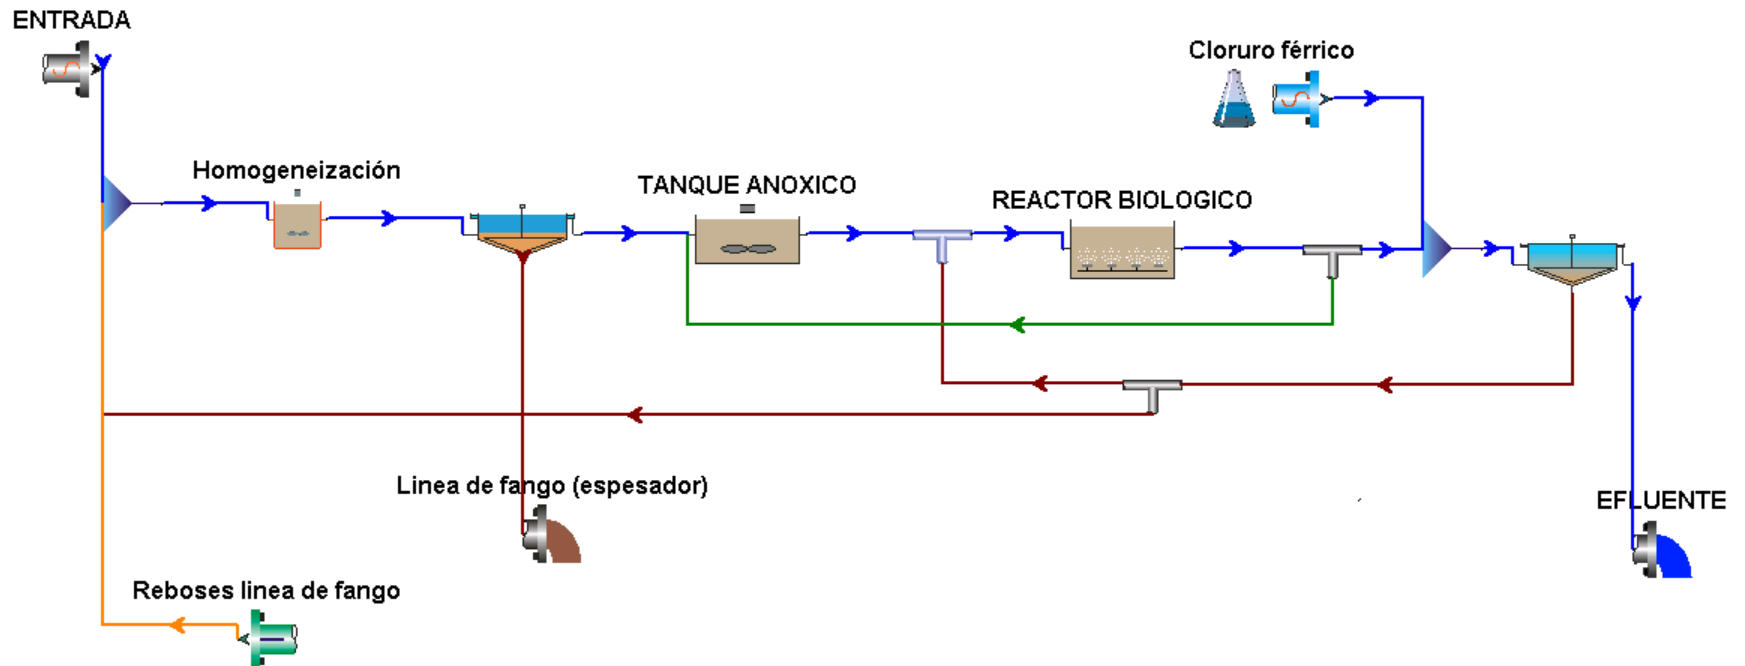 ENTRADA
Cloruro férrico
Homogeneización
TANQUE ANOXICO
REACTOR BIOLOGICO
Linea de fango (espesador)
EFLUENTE
Reboses linea de fango